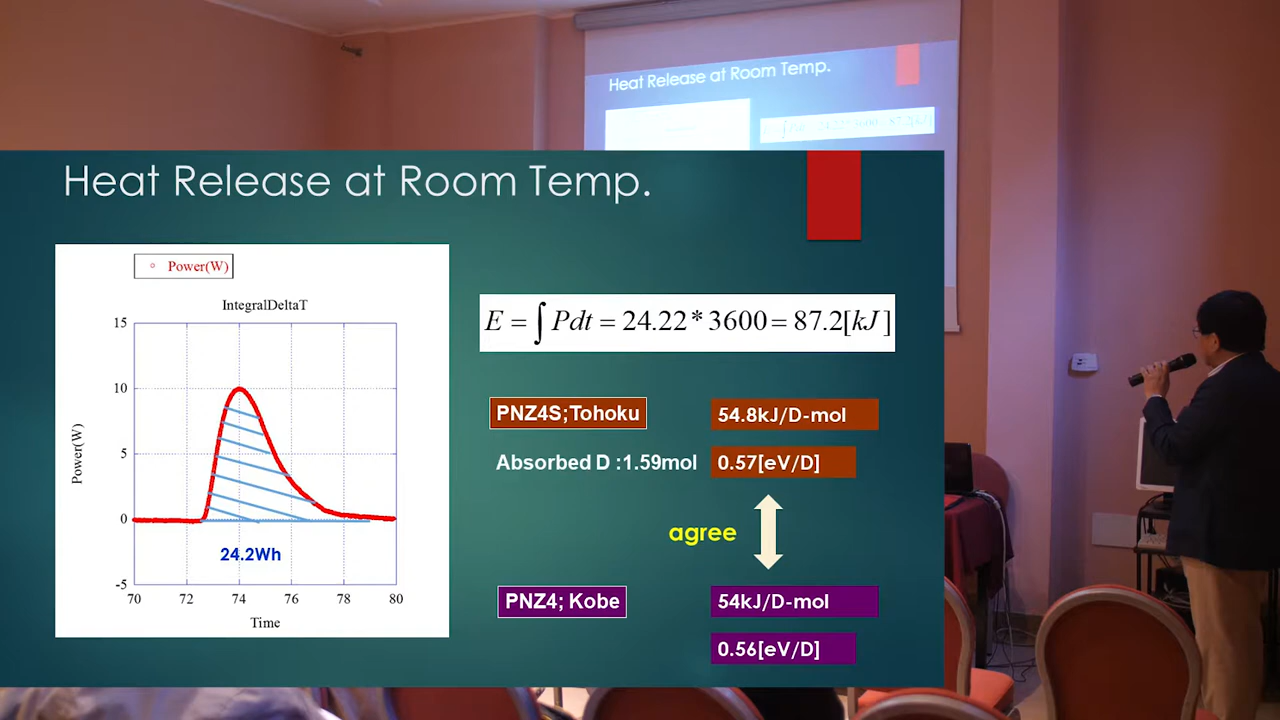 Heat Release at Room Temp.
Heat Release at Room Temp.
Power(W)
IntegralDeltaT
15
10
5
0
-5
Power(W)
24.2Wh
70 72 74 76 78 80
Time
E = ∫ Pdt = 24.22 * 3600 = 87.2[kJ]
PNZ4S;Tohoku 54.8kJ/D-mol
Absorbed D :1.59mol 0.57[eV/D]
agree
PNZ4; Kobe 54kJ/D-mol
0.56[eV/D]